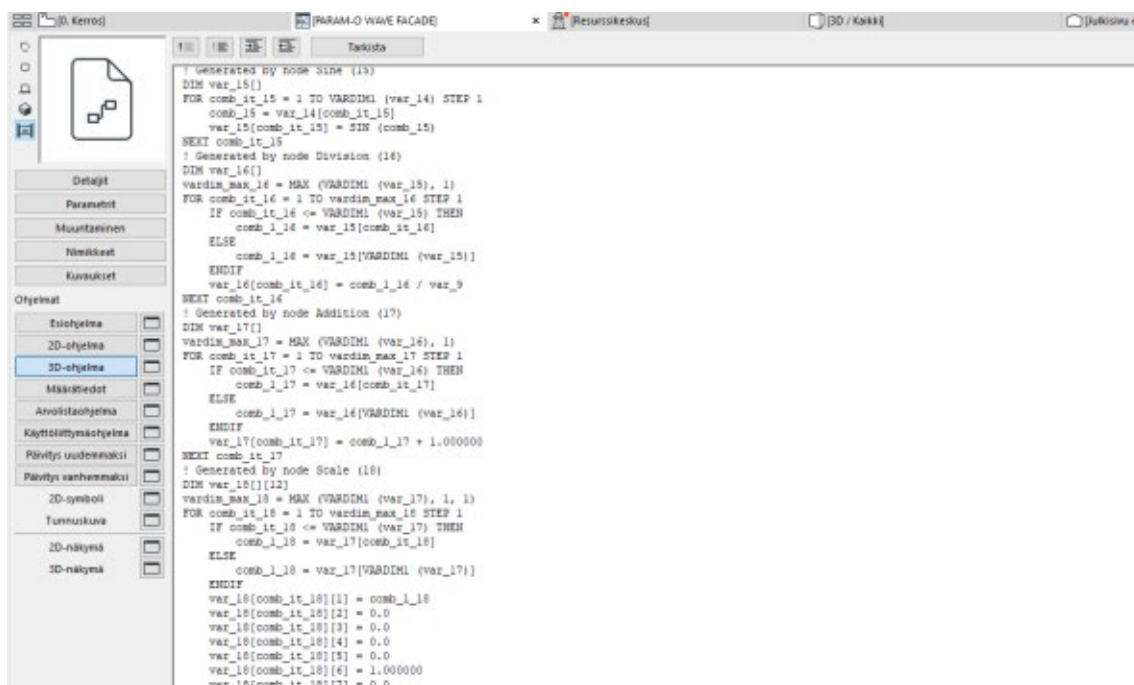 [0. Kerros]
[PARAM-O WAVE FACADE]
×
[Resurssikeskus]
[3D / Kaikki]
[Julkisivu
Tarkista
Detaljit
Parametrit
Muuntaminen
Nimikkeet
Kuvaukset
Ohjelmat
Esiohjelma
2D-ohjelma
3D-ohjelma
Määrätiedot
Arvolistaohjelma
Käyttöliittymäohjelma
Päivitys uudemmaksi
Päivitys vanhemmaksi
2D-symboli
Tunnuskuva
2D-näkymä
3D-näkymä
! Generated by node Sine (15)
DIM var_15[]
FOR comb_it_15 = 1 TO VARDIM1 (var_14) STEP 1
comb_15 = var_14[comb_it_15]
var_15[comb_it_15] = SIN (comb_15)
NEXT comb_it_15
! Generated by node Division (16)
DIM var_16[]
vardim_max_16 = MAX (VARDIM1 (var_15), 1)
FOR comb_it_16 = 1 TO vardim_max_16 STEP 1
IF comb_it_16 <= VARDIM1 (var_15) THEN
comb_1_16 = var_15[comb_it_16]
ELSE
comb_1_16 = var_15[VARDIM1 (var_15)]
ENDIF
var_16[comb_it_16] = comb_1_16 / var_9
NEXT comb_it_16
! Generated by node Addition (17)
DIM var_17[]
vardim_max_17 = MAX (VARDIM1 (var_16), 1)
FOR comb_it_17 = 1 TO vardim_max_17 STEP 1
IF comb_it_17 <= VARDIM1 (var_16) THEN
comb_1_17 = var_16[comb_it_17]
ELSE
comb_1_17 = var_16[VARDIM1 (var_16)]
ENDIF
var_17[comb_it_17] = comb_1_17 + 1.000000
NEXT comb_it_17
! Generated by node Scale (18)
DIM var_18[][12]
vardim_max_18 = MAX (VARDIM1 (var_17), 1, 1)
FOR comb_it_18 = 1 TO vardim_max_18 STEP 1
IF comb_it_18 <= VARDIM1 (var_17) THEN
comb_1_18 = var_17[comb_it_18]
ELSE
comb_1_18 = var_17[VARDIM1 (var_17)]
ENDIF
var_18[comb_it_18][1] = comb_1_18
var_18[comb_it_18][2] = 0.0
var_18[comb_it_18][3] = 0.0
var_18[comb_it_18][4] = 0.0
var_18[comb_it_18][5] = 0.0
var_18[comb_it_18][6] = 1.000000
var_18[comb_it_18][7] = 0.0